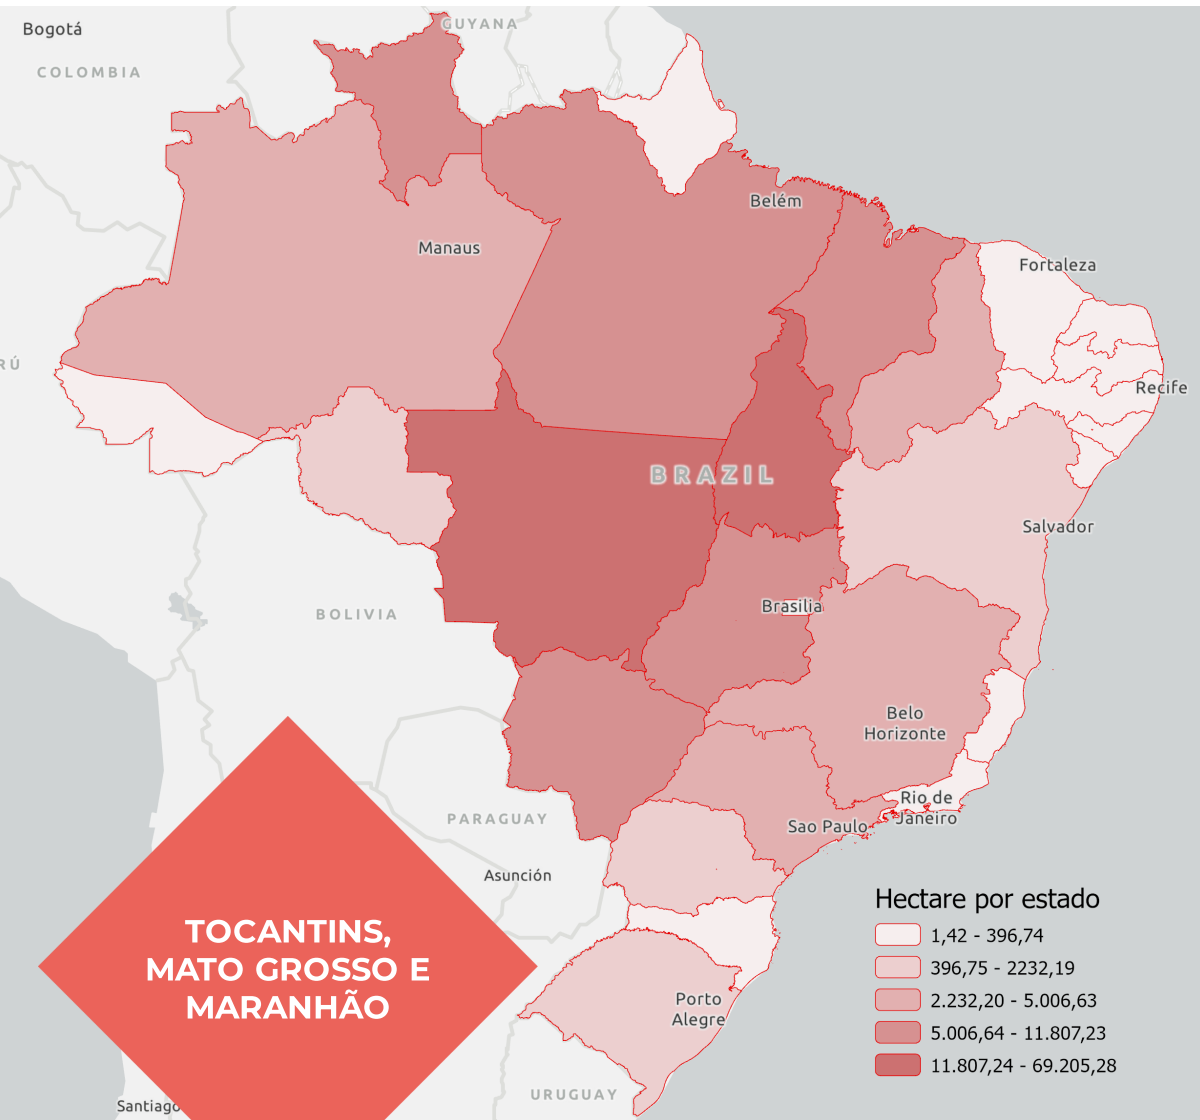 Bogotá
GUYANA
COLOMBIA
Belém
Manaus
Fortaleza
RÚ
Recife
BRAZIL
Salvador
Brasília
BOLIVIA
Belo
Horizonte
Rio de
Janeiro
PARAGUAY
Sao Paulo
Asunción
Hectare por estado
1,42 - 396,74
396,75 - 2232,19
2.232,20 - 5.006,63
5.006,64 - 11.807,23
11.807,24 - 69.205,28
TOCANTINS,
MATO GROSSO E
MARANHÃO
Porto
Alegre
URUGUAY
Santiago